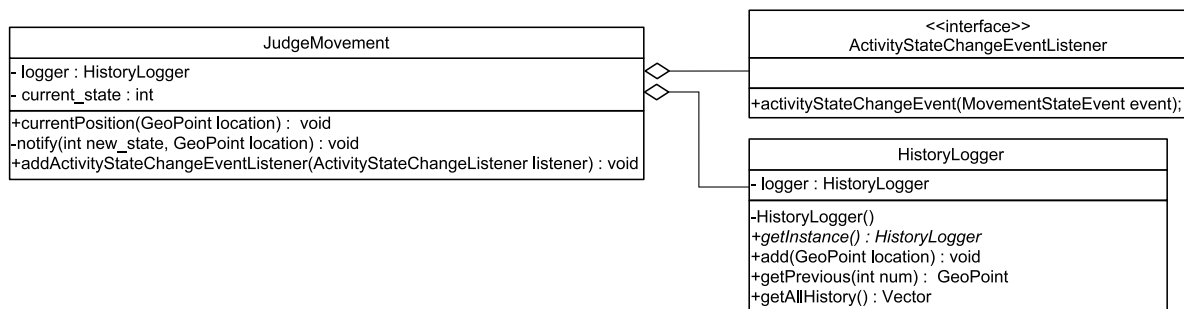 JudgeMovement
- logger : HistoryLogger
- current_state : int
+currentPosition(GeoPoint location) : void
-notify(int new_state, GeoPoint location) : void
+addActivityStateChangeEventListener(ActivityStateChangeListener listener) : void
<<interface>>
ActivityStateChangeEventListener
+activityStateChangeEvent(MovementStateEvent event);
HistoryLogger
- logger : HistoryLogger
-HistoryLogger()
+getInstance() : HistoryLogger
+add(GeoPoint location) : void
+getPrevious(int num) : GeoPoint
+getAllHistory() : Vector